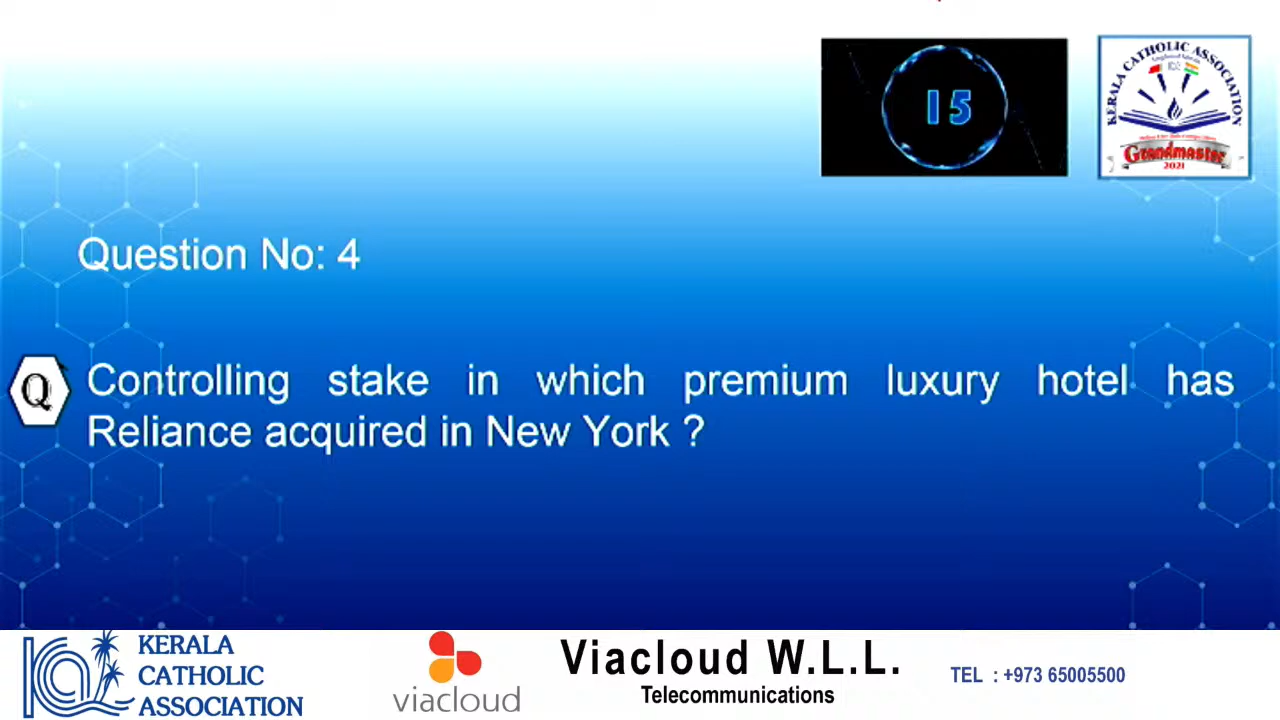 15
KERALA CATHOLIC ASSOCIATION
Grandmaster
2021
Question No: 4
Q
Controlling stake in which premium luxury hotel has
Reliance acquired in New York ?
KERALA
CATHOLIC
ASSOCIATION
viacloud
Viacloud W.L.L.
Telecommunications
TEL : +973 65005500